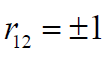 r₁₂ = ±1